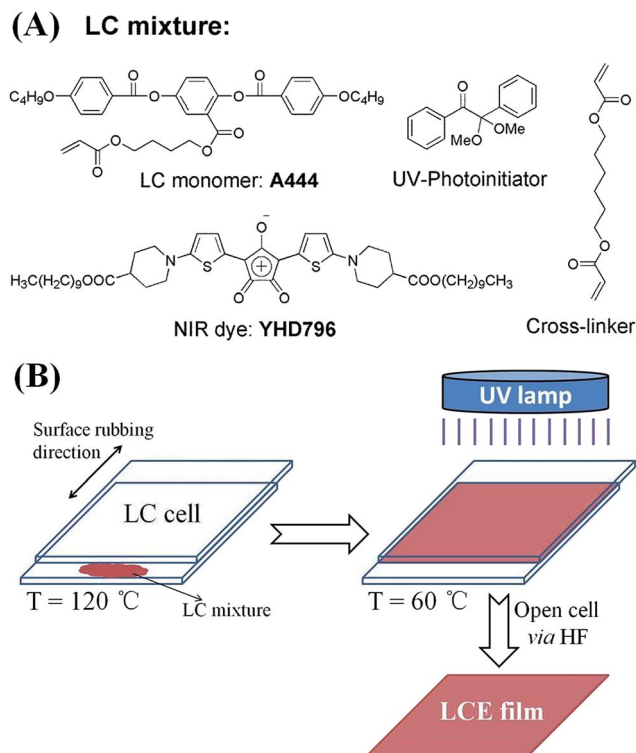 (A) LC mixture:
C4H9O
O
O
O
O
OC4H9
O
O
O
O
O
LC monomer: A444
O
OMe
MeO
UV-Photoinitiator
O
O
O
O
Cross-linker
H3C(H2C)9OOC
N
S
O−
+
O
O
S
N
COO(CH2)9CH3
NIR dye: YHD796
(B)
Surface rubbing
direction
LC cell
T = 120 ℃
LC mixture
UV lamp
T = 60 ℃
Open cell
via HF
LCE film